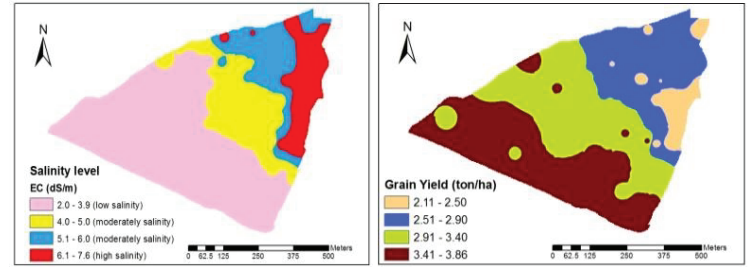 N
Salinity level
EC (dS/m)
2.0 - 3.9 (low salinity)
4.0 - 5.0 (moderately salinity)
5.1 - 6.0 (moderately salinity)
6.1 - 7.6 (high salinity)
Meters
0 62.5 125 250 375 500
N
Grain Yield (ton/ha)
2.11 - 2.50
2.51 - 2.90
2.91 - 3.40
3.41 - 3.86
Meters
0 62.5 125 250 375 500